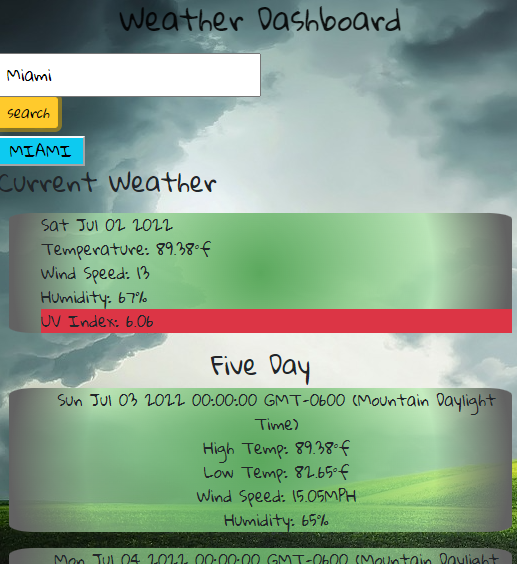 Weather Dashboard
Miami
search
MIAMI
Current Weather
Sat Jul 02 2022
Temperature: 89.38°f
Wind Speed: 13
Humidity: 67%
UV Index: 6.06
Five Day
Sun Jul 03 2022 00:00:00 GMT-0600 (Mountain Daylight
Time)
High Temp: 89.38°f
Low Temp: 82.65°f
Wind Speed: 15.05MPH
Humidity: 65%
Mon Jul 04 2022 00:00:00 GMT-0600 (Mountain Daylight